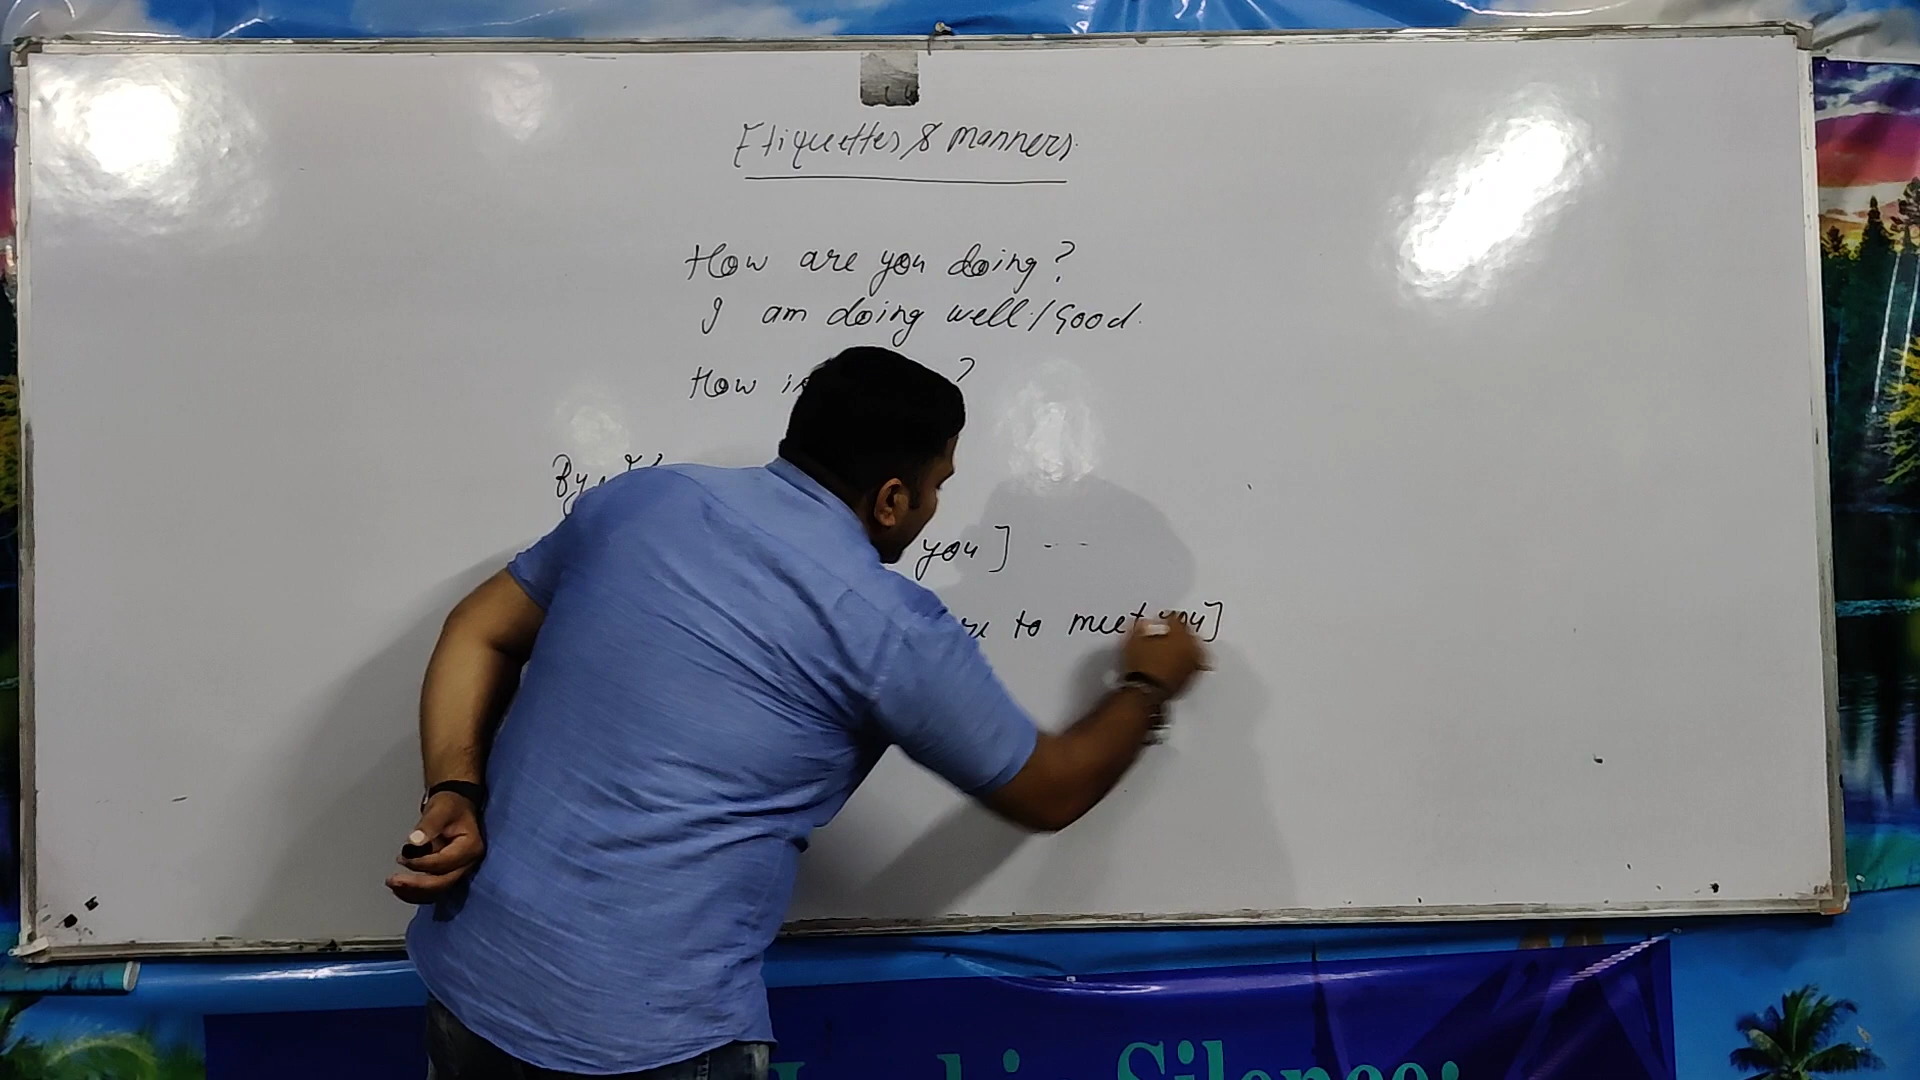 Etiquettes & Manners.
How are you doing?
I am doing well./Good.
How is ?
By
you] --
to meet you]
Silence: